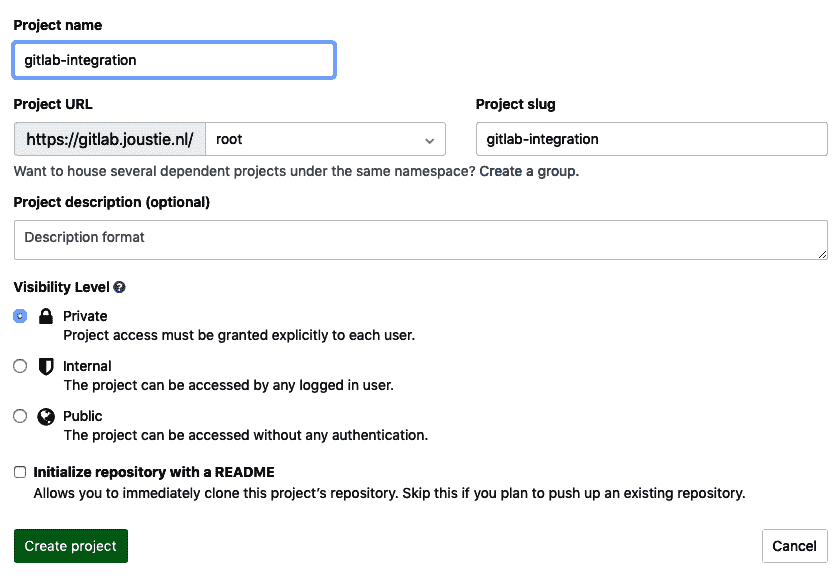 Project name
gitlab-integration
Project URL
Project slug
https://gitlab.joustie.nl/ root
gitlab-integration
Want to house several dependent projects under the same namespace? Create a group.
Project description (optional)
Description format
Visibility Level
Private
Project access must be granted explicitly to each user.
Internal
The project can be accessed by any logged in user.
Public
The project can be accessed without any authentication.
Initialize repository with a README
Allows you to immediately clone this project's repository. Skip this if you plan to push up an existing repository.
Create project
Cancel